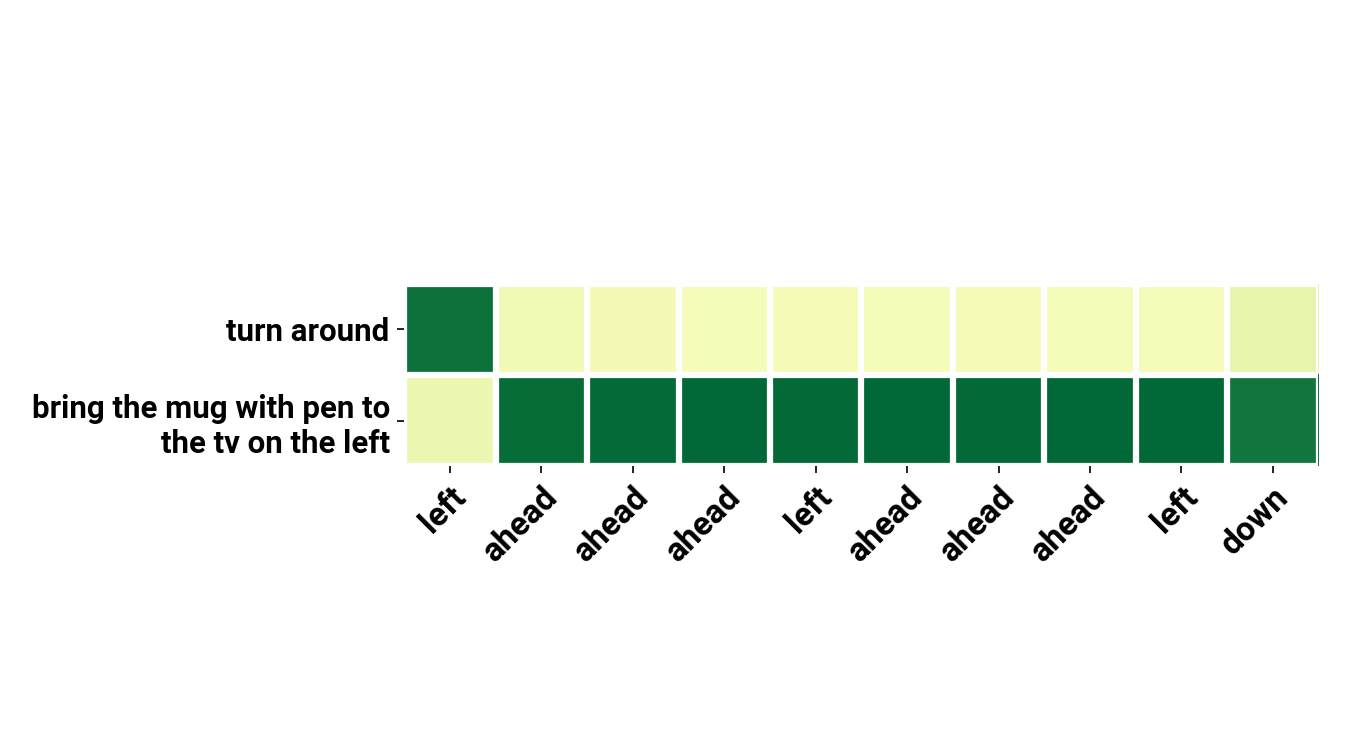 turn around
bring the mug with pen to
the tv on the left
left
ahead
ahead
ahead
left
ahead
ahead
ahead
left
down